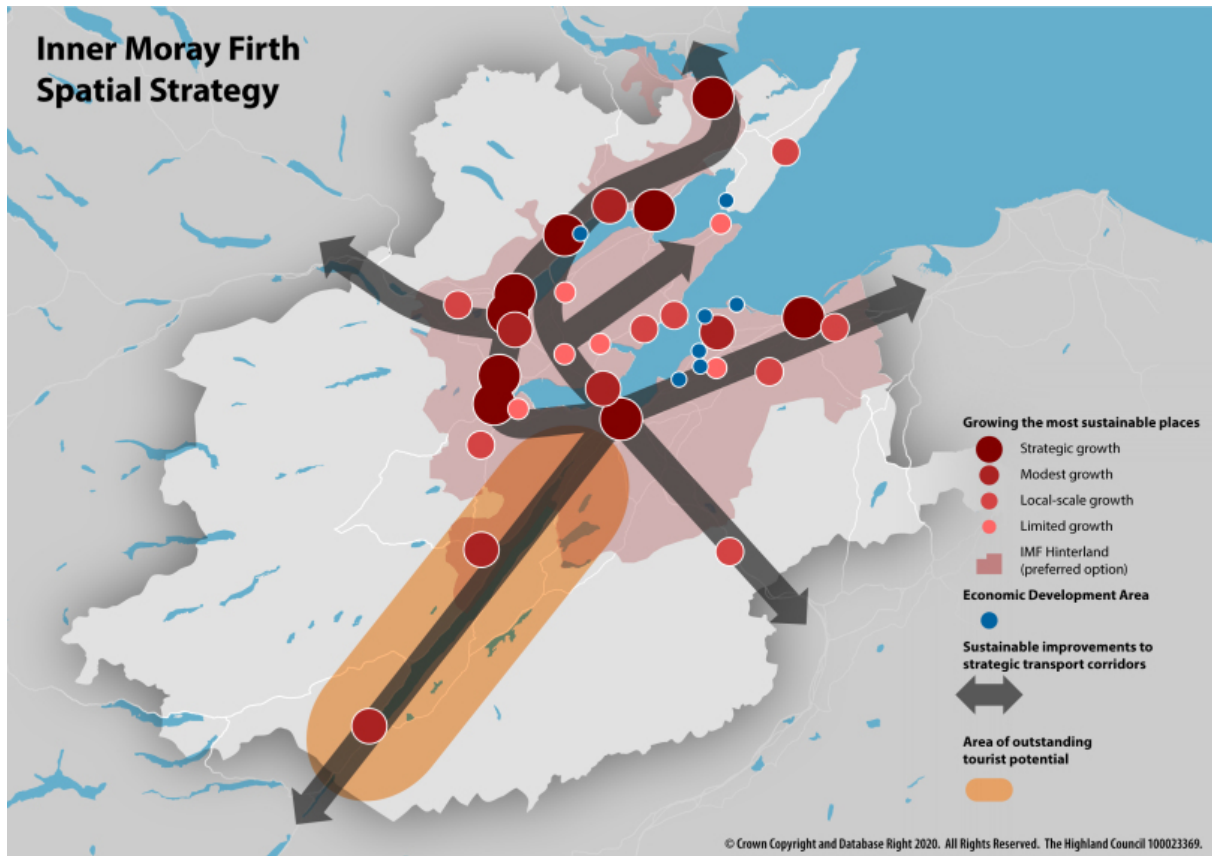 Inner Moray Firth
Spatial Strategy
Growing the most sustainable places
Strategic growth
Modest growth
Local-scale growth
Limited growth
IMF Hinterland
(preferred option)
Economic Development Area
Sustainable improvements to
strategic transport corridors
Area of outstanding
tourist potential
© Crown Copyright and Database Right 2020. All Rights Reserved. The Highland Council 100023369.